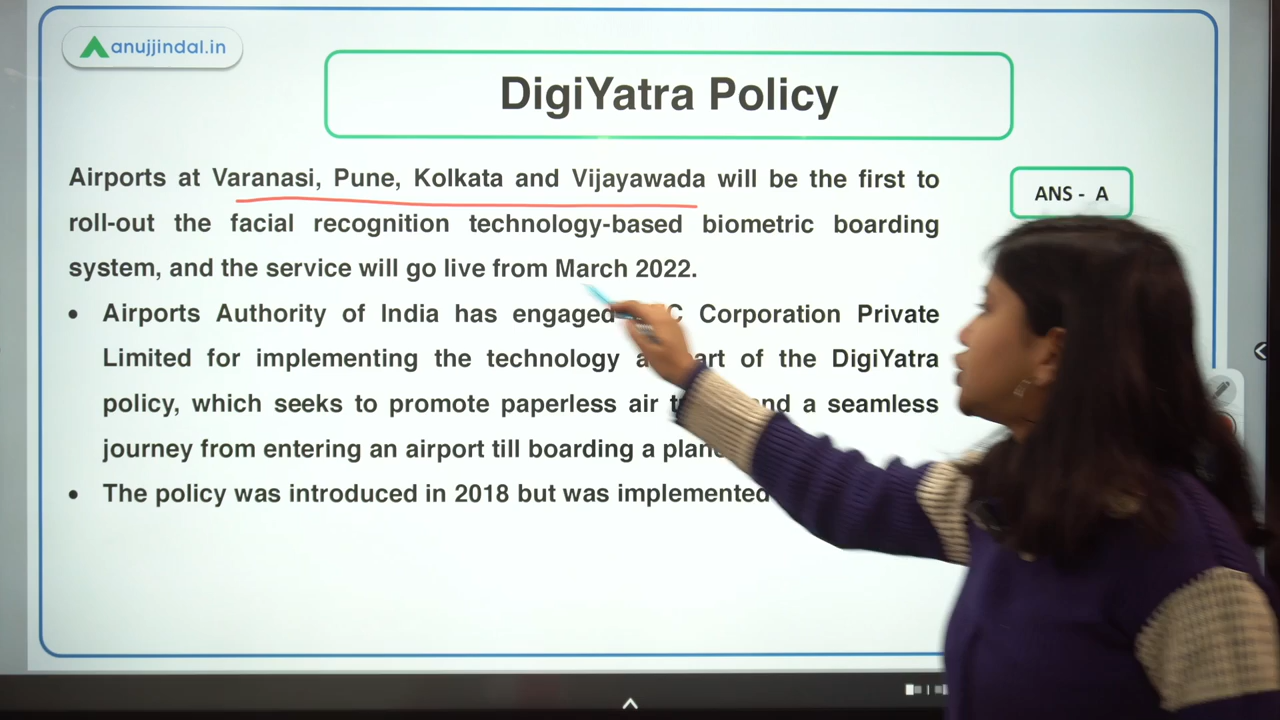 anujjindal.in
DigiYatra Policy
Airports at Varanasi, Pune, Kolkata and Vijayawada will be the first to
ANS - A
roll-out the facial recognition technology-based biometric boarding
system, and the service will go live from March 2022.
• Airports Authority of India has engaged C Corporation Private
Limited for implementing the technology part of the DigiYatra
policy, which seeks to promote paperless air and a seamless
journey from entering an airport till boarding a plane
• The policy was introduced in 2018 but was implemented